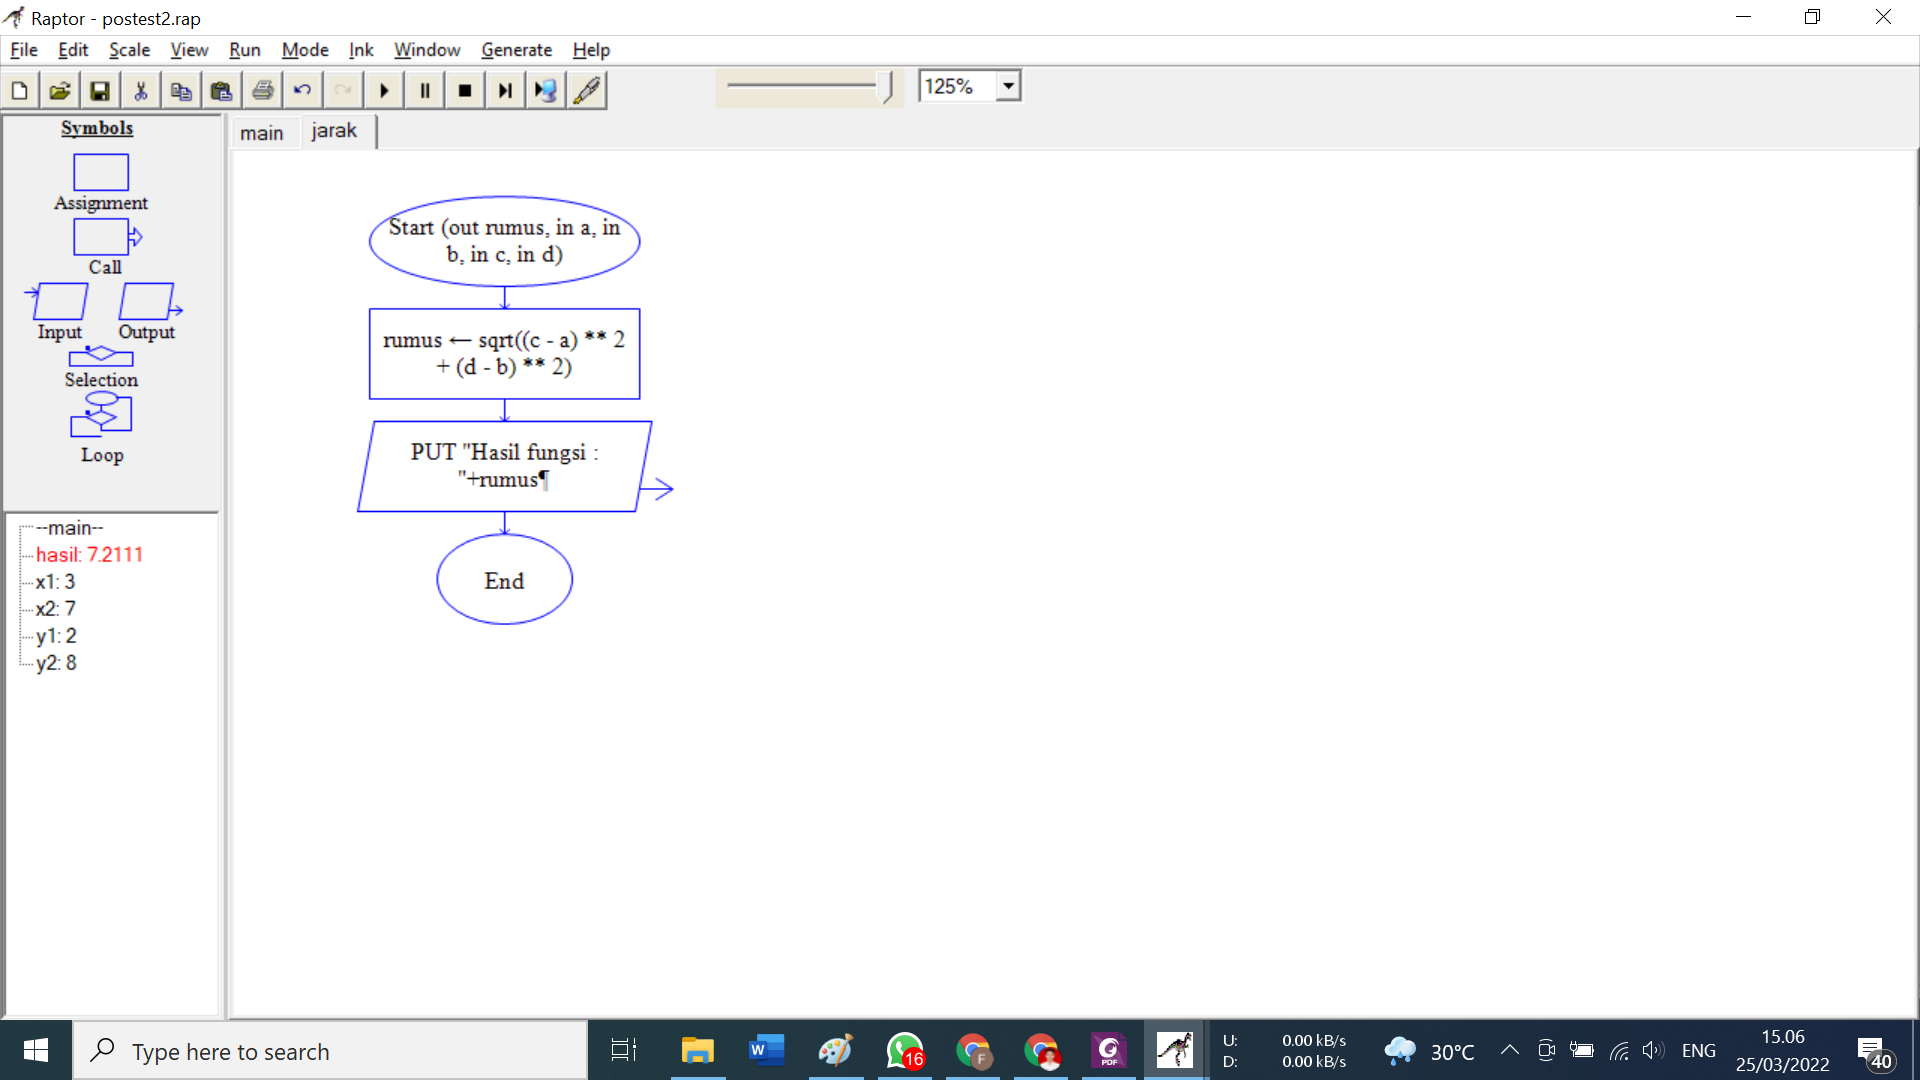 Raptor - postest2.rap
File Edit Scale View Run Mode Ink Window Generate Help
125%
Symbols
Assignment
Call
Input Output
Selection
Loop
main jarak
Start (out rumus, in a, in
b, in c, in d)
rumus ← sqrt((c - a) ** 2
+ (d - b) ** 2)
PUT "Hasil fungsi :
"+rumus¶
End
--main--
hasil: 7.2111
x1: 3
x2: 7
y1: 2
y2: 8
Type here to search
W
16
F
PDF
U: 0.00 kB/s
D: 0.00 kB/s
30°C
ENG
15.06
25/03/2022
40